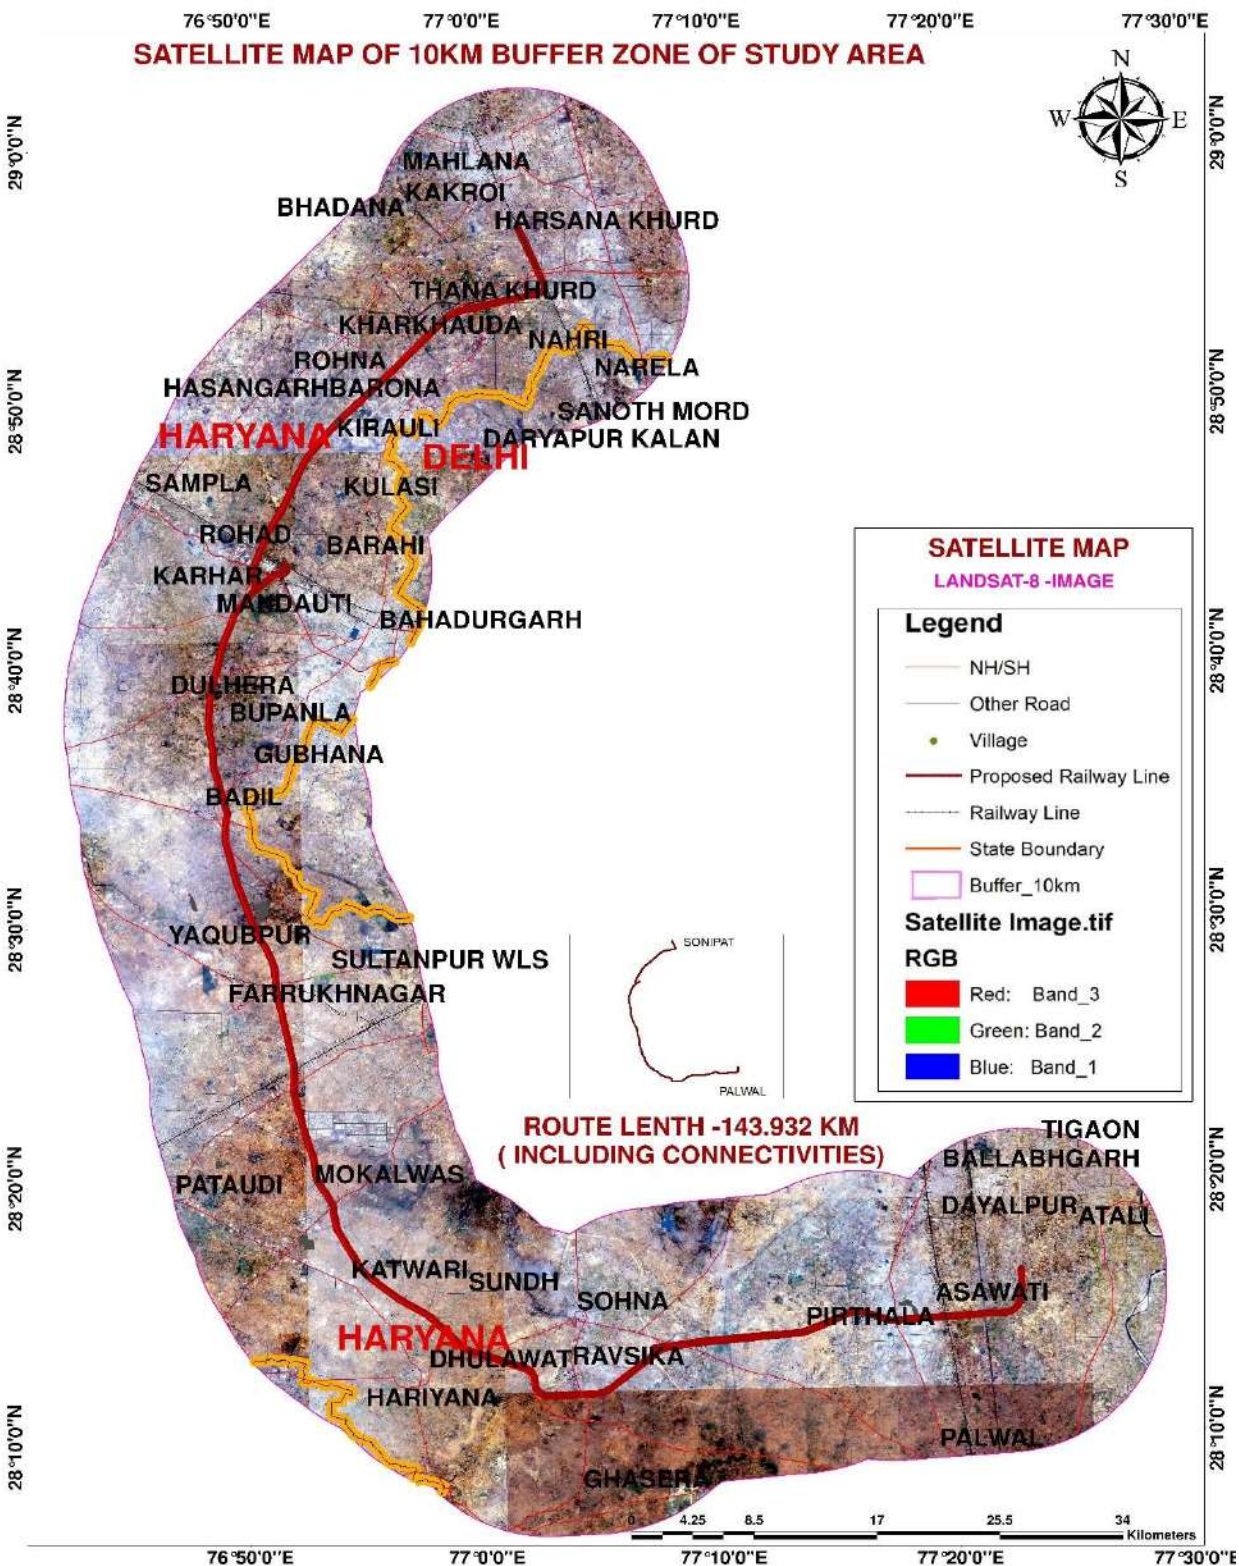 76°50'0"E 77°0'0"E 77°10'0"E 77°20'0"E 77°30'0"E
SATELLITE MAP OF 10KM BUFFER ZONE OF STUDY AREA
N
W E
S
29°0'0"N 29°0'0"N
MAHLANA
KAKROI
BHADANA
HARSANA KHURD
THANA KHURD
KHARKHAUDA
NAHRI
ROHNA
NARELA
28°50'0"N 28°50'0"N
HASANGARHBARONA
SANOTH MORD
KIRAULI
HARYANA
DARYAPUR KALAN
DELHI
SAMPLA
KULASI
ROHAD
BARAHI
KARHAR
MANDAUTI
BAHADURGARH
28°40'0"N 28°40'0"N
DULHERA
BUPANLA
GUBHANA
BADIL
SATELLITE MAP
LANDSAT-8 -IMAGE
Legend
NH/SH
Other Road
Village
Proposed Railway Line
Railway Line
State Boundary
Buffer_10km
Satellite Image.tif
RGB
Red: Band_3
Green: Band_2
Blue: Band_1
28°30'0"N 28°30'0"N
YAQUBPUR
SULTANPUR WLS
FARRUKHNAGAR
SONIPAT
PALWAL
ROUTE LENTH -143.932 KM
( INCLUDING CONNECTIVITIES)
28°20'0"N 28°20'0"N
TIGAON
BALLABHGARH
MOKALWAS
PATAUDI
DAYALPUR
ATALI
KATWARI
SUNDH
SOHNA
ASAWATI
PIRTHALA
HARYANA
DHULAWAT
RAVSIKA
HARIYANA
28°10'0"N 28°10'0"N
PALWAL
GHASERA
0 4.25 8.5 17 25.5 34
Kilometers
76°50'0"E 77°0'0"E 77°10'0"E 77°20'0"E 77°30'0"E